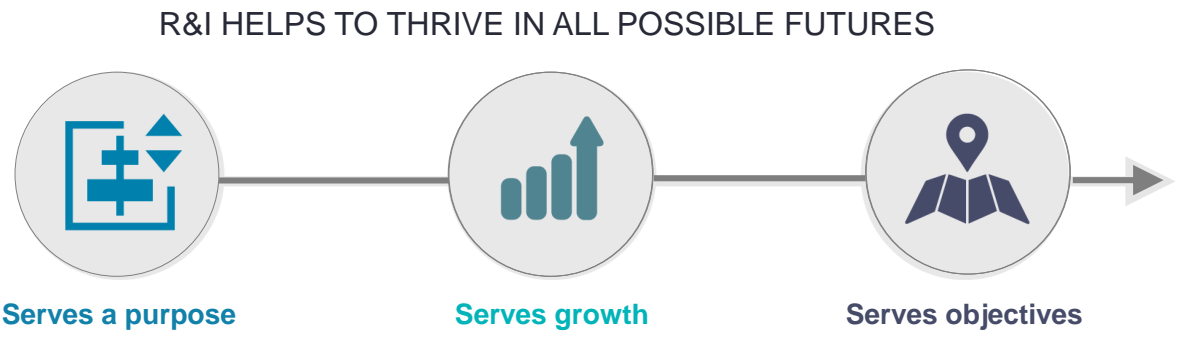 R&I HELPS TO THRIVE IN ALL POSSIBLE FUTURES
Serves a purpose
Serves growth
Serves objectives